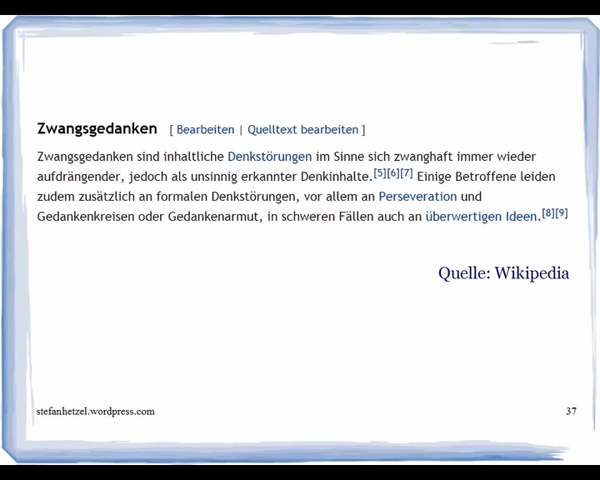 Zwangsgedanken [ Bearbeiten | Quelltext bearbeiten ]
Zwangsgedanken sind inhaltliche Denkstörungen im Sinne sich zwanghaft immer wieder
aufdrängender, jedoch als unsinnig erkannter Denkinhalte.[5][6][7] Einige Betroffene leiden
zudem zusätzlich an formalen Denkstörungen, vor allem an Perseveration und
Gedankenkreisen oder Gedankenarmut, in schweren Fällen auch an überwertigen Ideen.[8][9]
Quelle: Wikipedia
stefanhetzel.wordpress.com 37